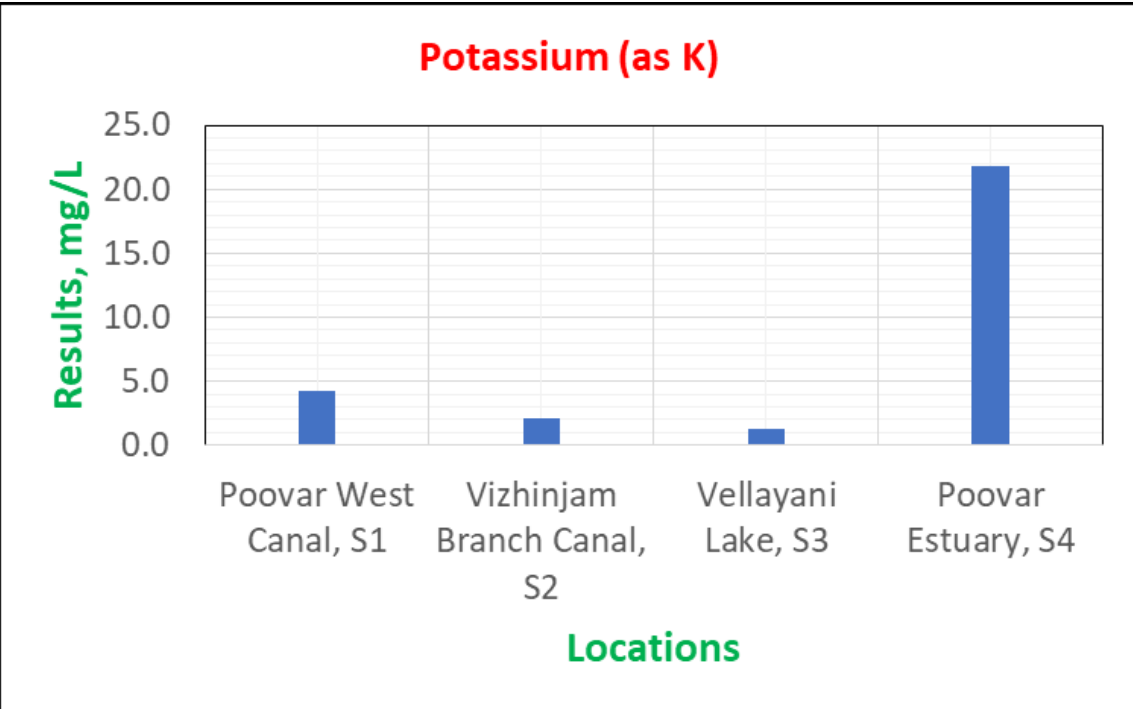 Potassium (as K)
Results, mg/L
25.0
20.0
15.0
10.0
5.0
0.0
Poovar West
Canal, S1
Vizhinjam
Branch Canal,
S2
Vellayani
Lake, S3
Poovar
Estuary, S4
Locations